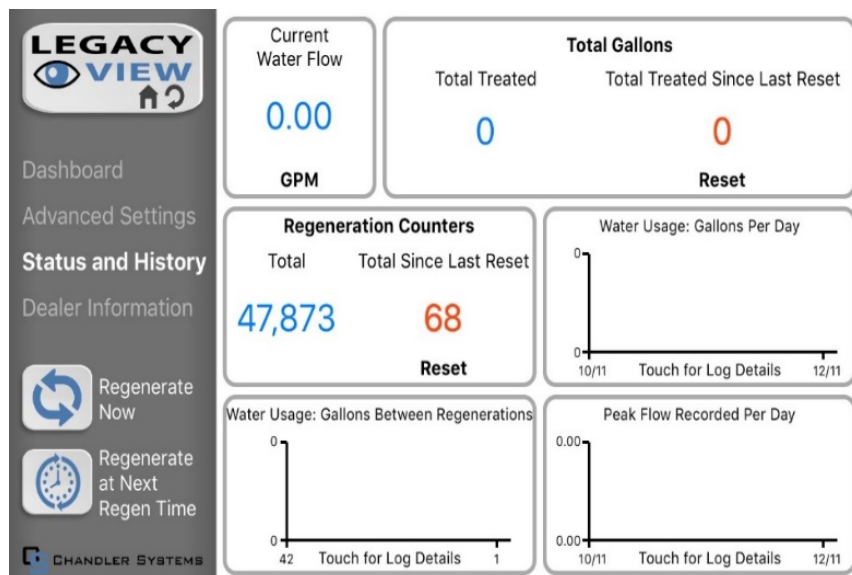 LEGACY
VIEW
Dashboard
Advanced Settings
Status and History
Dealer Information
Regenerate
Now
Regenerate
at Next
Regen Time
CHANDLER SYSTEMS
Current
Water Flow
0.00
GPM
Total Gallons
Total Treated
Total Treated Since Last Reset
0
0
Reset
Regeneration Counters
Total
Total Since Last Reset
47,873
68
Reset
Water Usage: Gallons Per Day
0
0
10/11
Touch for Log Details
12/11
Water Usage: Gallons Between Regenerations
0
0
42
Touch for Log Details
1
Peak Flow Recorded Per Day
0.00
0.00
10/11
Touch for Log Details
12/11